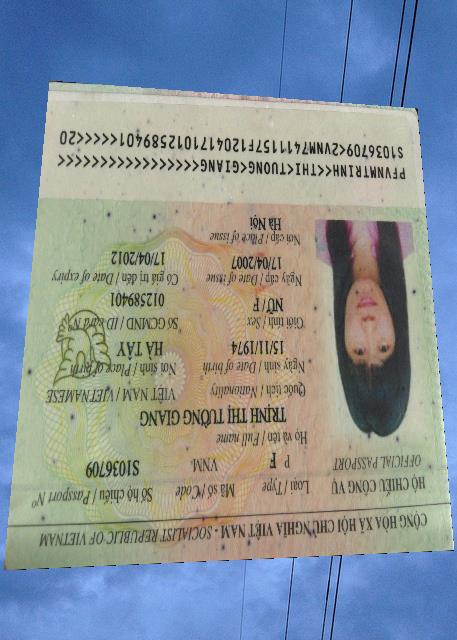 CỘNG HÒA XÃ HỘI CHỦ NGHĨA VIỆT NAM - SOCIALIST REPUBLIC OF VIETNAM
HỘ CHIẾU CÔNG VỤ
OFFICIAL PASSPORT
Loại / Type
Mã số / Code
Số hộ chiếu / Passport Nº
P F
VNM
S1036709
Họ và tên / Full name
TRỊNH THỊ TƯỜNG GIANG
Quốc tịch / Nationality
VIỆT NAM / VIETNAMESE
Ngày sinh / Date of birth
Nơi sinh / Place of birth
15/11/1974
HÀ TÂY
Giới tính / Sex
Số GCMND / ID card Nº
NỮ / F
012589401
Ngày cấp / Date of issue
Có giá trị đến / Date of expiry
17/04/2007
17/04/2012
Nơi cấp / Place of issue
Hà Nội
PFVNMTRINH<<THI<TUONG<GIANG<<<<<<<<<<<<<<<<<
S1036709<2VNM7411157F1204171012589401<<<<<20